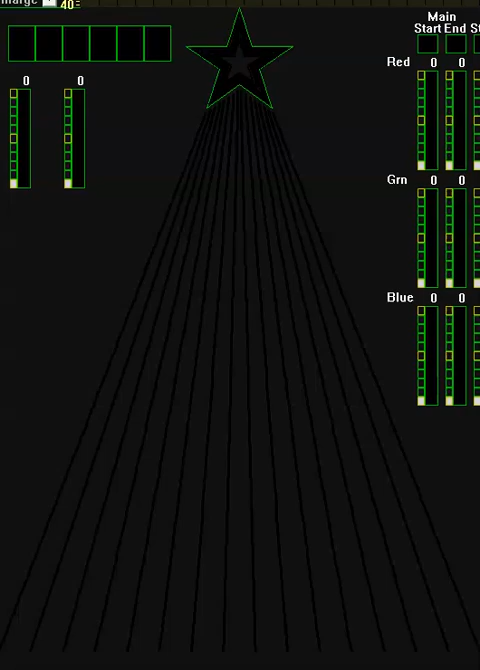 40
Main
Start End
Red 0 0
0 0
Grn 0 0
Blue 0 0